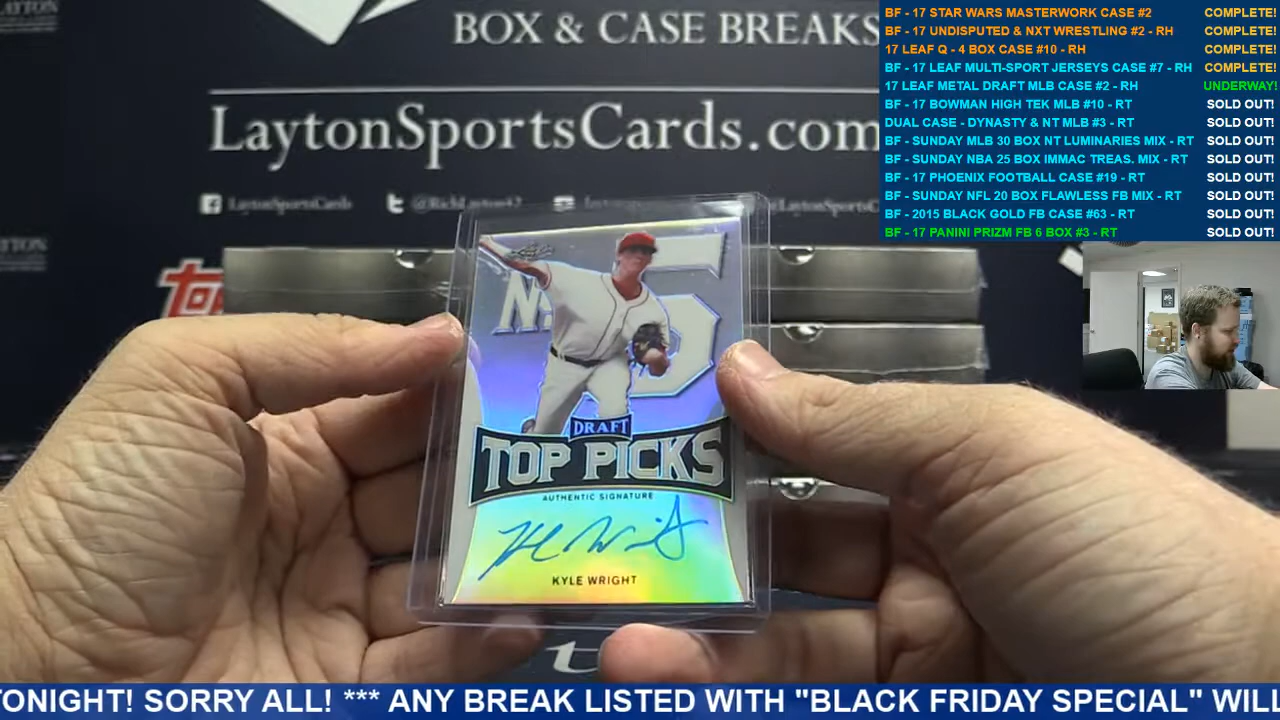 BOX & CASE BREAKS
LaytonSportsCards.com
LaytonSportsCards
@RichLayton42
BF - 17 STAR WARS MASTERWORK CASE #2 COMPLETE!
BF - 17 UNDISPUTED & NXT WRESTLING #2 - RH COMPLETE!
17 LEAF Q - 4 BOX CASE #10 - RH COMPLETE!
BF - 17 LEAF MULTI-SPORT JERSEYS CASE #7 - RH COMPLETE!
17 LEAF METAL DRAFT MLB CASE #2 - RH UNDERWAY!
BF - 17 BOWMAN HIGH TEK MLB #10 - RT SOLD OUT!
DUAL CASE - DYNASTY & NT MLB #3 - RT SOLD OUT!
BF - SUNDAY MLB 30 BOX NT LUMINARIES MIX - RT SOLD OUT!
BF - SUNDAY NBA 25 BOX IMMAC TREAS. MIX - RT SOLD OUT!
BF - 17 PHOENIX FOOTBALL CASE #19 - RT SOLD OUT!
BF - SUNDAY NFL 20 BOX FLAWLESS FB MIX - RT SOLD OUT!
BF - 2015 BLACK GOLD FB CASE #63 - RT SOLD OUT!
BF - 17 PANINI PRIZM FB 6 BOX #3 - RT SOLD OUT!
5
DRAFT
TOP PICKS
AUTHENTIC SIGNATURE
KYLE WRIGHT
TONIGHT! SORRY ALL! *** ANY BREAK LISTED WITH "BLACK FRIDAY SPECIAL" WILL